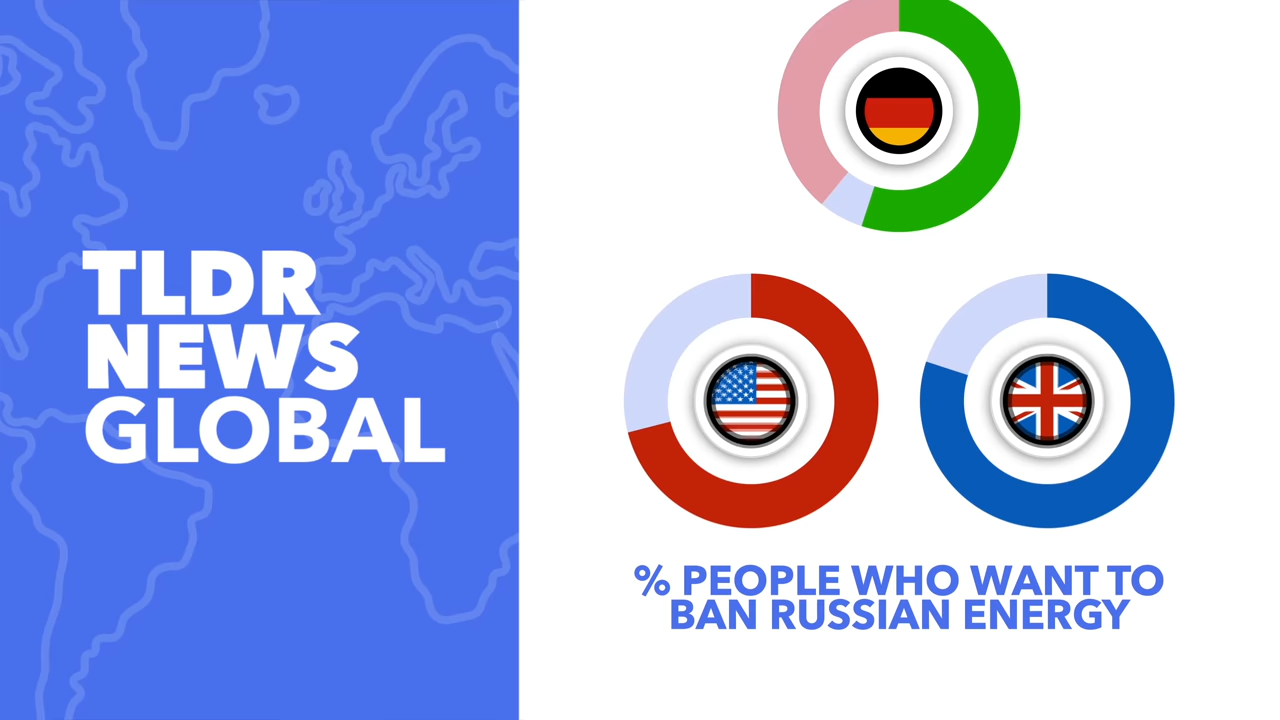 TLDR
NEWS
GLOBAL
% PEOPLE WHO WANT TO
BAN RUSSIAN ENERGY